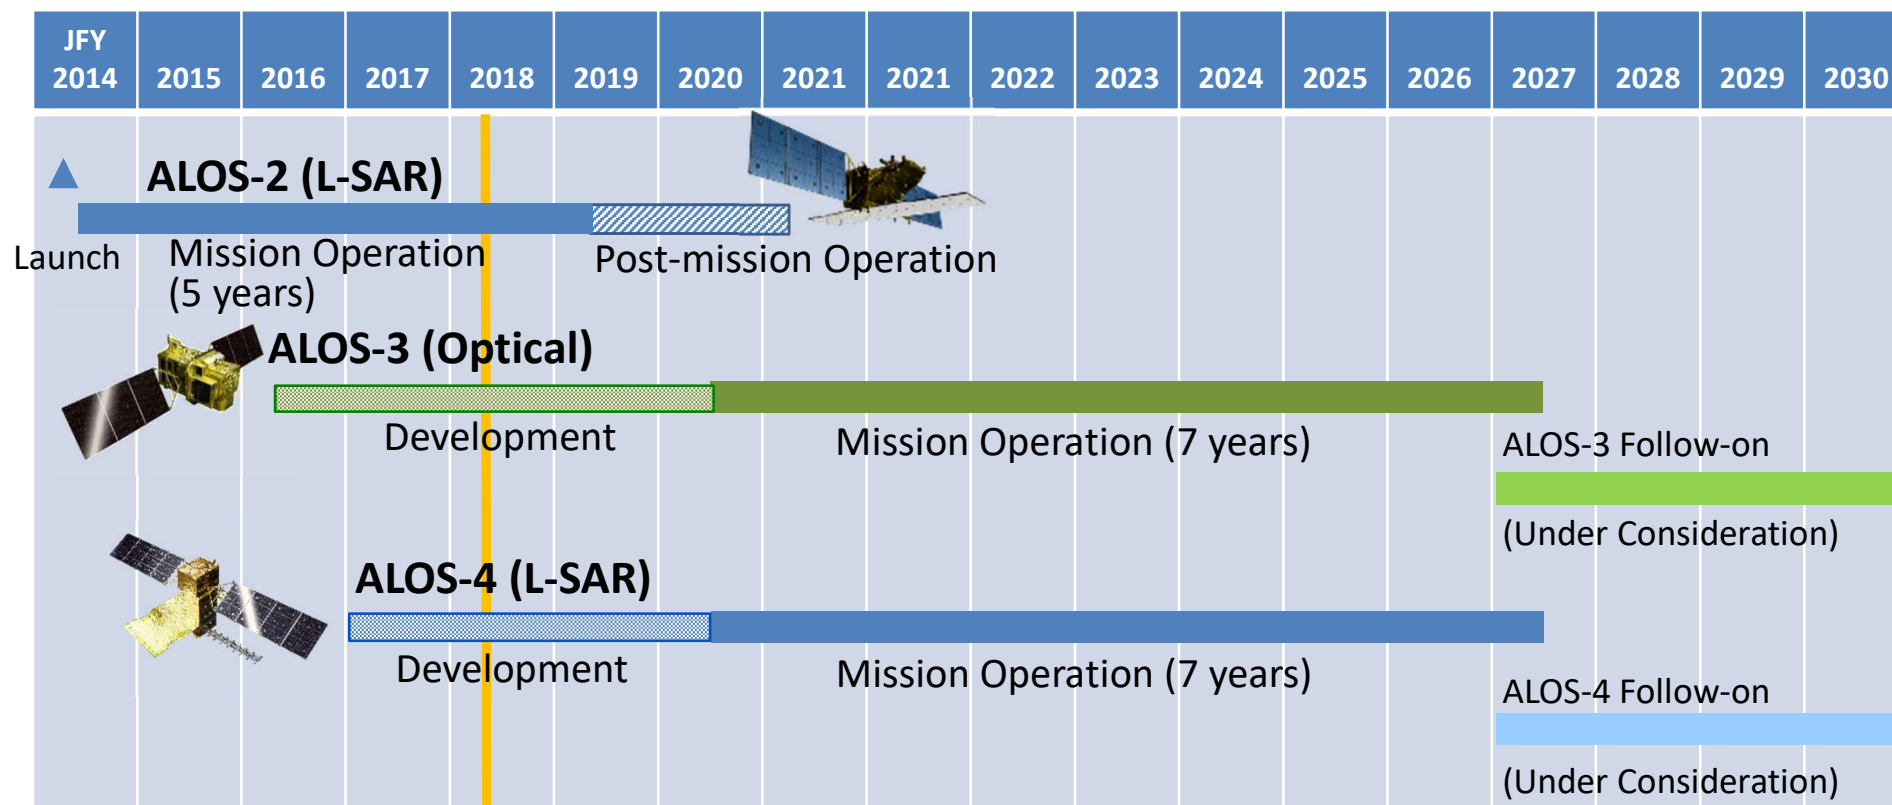 JFY
2014 2015 2016 2017 2018 2019 2020 2021 2021 2022 2023 2024 2025 2026 2027 2028 2029 2030
ALOS-2 (L-SAR)
Launch
Mission Operation
(5 years)
Post-mission Operation
ALOS-3 (Optical)
Development
Mission Operation (7 years)
ALOS-3 Follow-on
(Under Consideration)
ALOS-4 (L-SAR)
Development
Mission Operation (7 years)
ALOS-4 Follow-on
(Under Consideration)